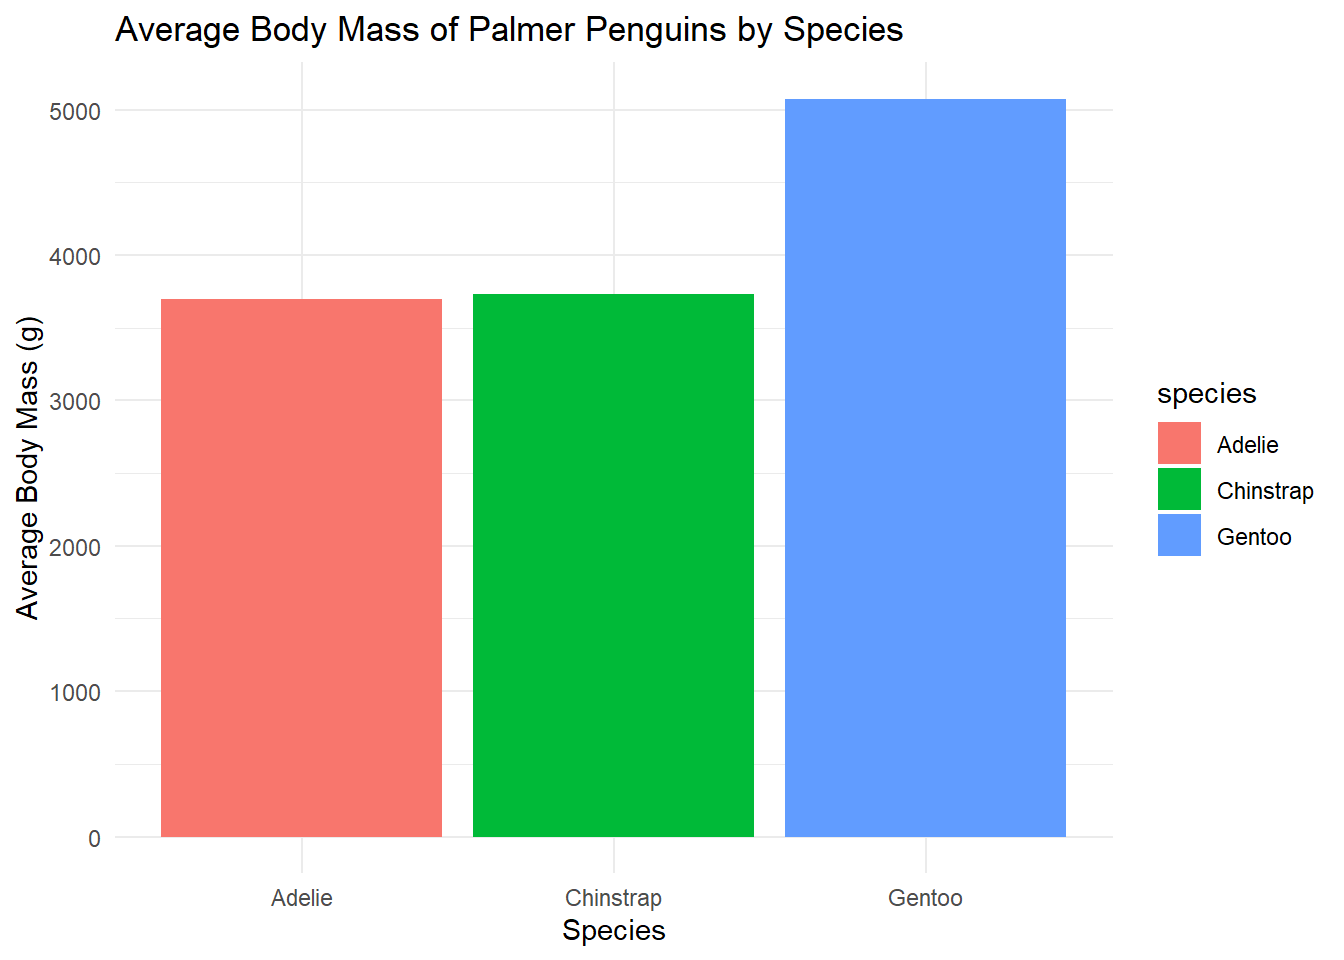 Average Body Mass of Palmer Penguins by Species
Average Body Mass (g)
5000
4000
3000
2000
1000
0
Adelie
Chinstrap
Gentoo
Species
species
Adelie
Chinstrap
Gentoo